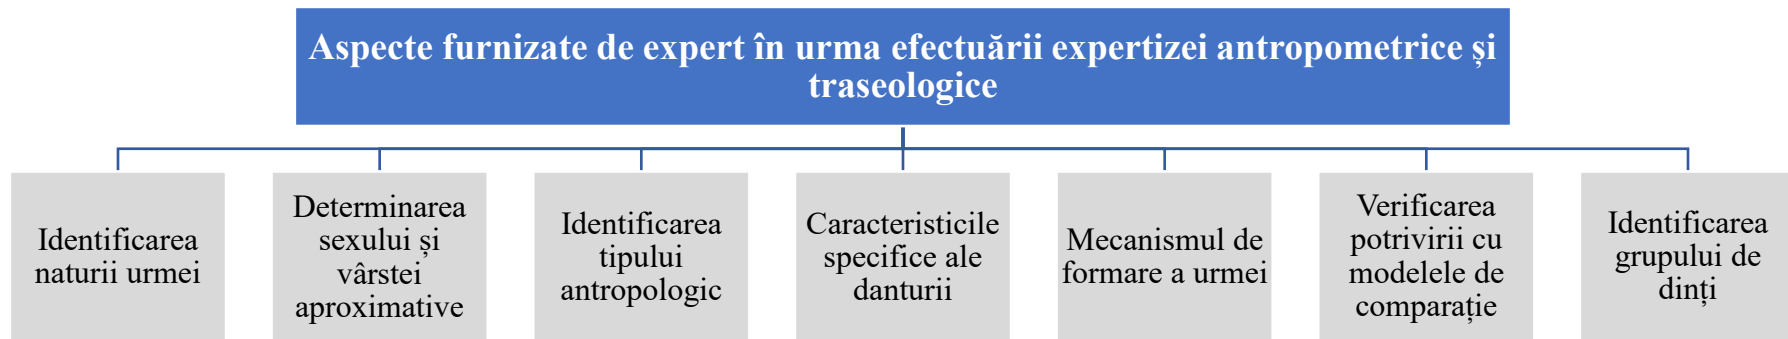 Aspecte furnizate de expert în urma efectuării expertizei antropometrice și
traseologice
Identificarea
naturii urmei
Determinarea
sexului și
vârstei
aproximative
Identificarea
tipului
antropologic
Caracteristicile
specifice ale
danturii
Mecanismul de
formare a urmei
Verificarea
potrivirii cu
modelele de
comparație
Identificarea
grupului de
dinți